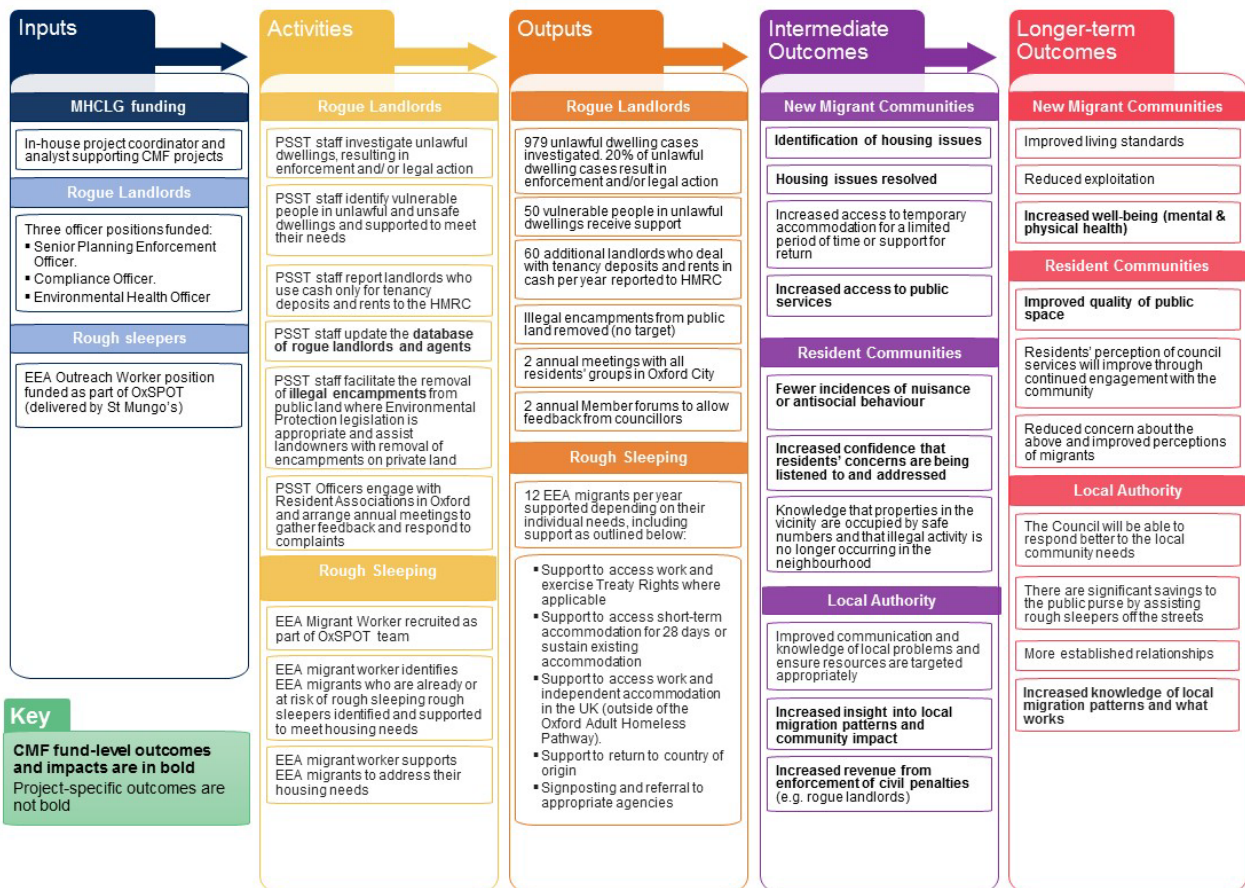 Inputs
MHCLG funding
In-house project coordinator and
analyst supporting CMF projects
Rogue Landlords
Three officer positions funded:
▪ Senior Planning Enforcement
Officer.
▪ Compliance Officer.
▪ Environmental Health Officer
Rough sleepers
EEA Outreach Worker position
funded as part of OxSPOT
(delivered by St Mungo's)
Key
CMF fund-level outcomes
and impacts are in bold
Project-specific outcomes are
not bold
Activities
Rogue Landlords
PSST staff investigate unlawful
dwellings, resulting in
enforcement and/ or legal action
PSST staff identify vulnerable
people in unlawful and unsafe
dwellings and supported to meet
their needs
PSST staff report landlords who
use cash only for tenancy
deposits and rents to the HMRC
PSST staff update the database
of rogue landlords and agents
PSST staff facilitate the removal
of illegal encampments from
public land where Environmental
Protection legislation is
appropriate and assist
landowners with removal of
encampments on private land
PSST Officers engage with
Resident Associations in Oxford
and arrange annual meetings to
gather feedback and respond to
complaints
Rough Sleeping
EEA Migrant Worker recruited as
part of OxSPOT team
EEA migrant worker identifies
EEA migrants who are already or
at risk of rough sleeping rough
sleepers identified and supported
to meet housing needs
EEA migrant worker supports
EEA migrants to address their
housing needs
Outputs
Rogue Landlords
979 unlawful dwelling cases
investigated. 20% of unlawful
dwelling cases result in
enforcement and/or legal action
50 vulnerable people in unlawful
dwellings receive support
60 additional landlords who deal
with tenancy deposits and rents in
cash per year reported to HMRC
Illegal encampments from public
land removed (no target)
2 annual meetings with all
residents' groups in Oxford City
2 annual Member forums to allow
feedback from councillors
Rough Sleeping
12 EEA migrants per year
supported depending on their
individual needs, including
support as outlined below:
▪ Support to access work and
exercise Treaty Rights where
applicable
▪ Support to access short-term
accommodation for 28 days or
sustain existing
accommodation
▪ Support to access work and
independent accommodation
in the UK (outside of the
Oxford Adult Homeless
Pathway).
▪ Support to return to country of
origin
▪ Signposting and referral to
appropriate agencies
Intermediate
Outcomes
New Migrant Communities
Identification of housing issues
Housing issues resolved
Increased access to temporary
accommodation for a limited
period of time or support for
return
Increased access to public
services
Resident Communities
Fewer incidences of nuisance
or antisocial behaviour
Increased confidence that
residents' concerns are being
listened to and addressed
Knowledge that properties in the
vicinity are occupied by safe
numbers and that illegal activity is
no longer occurring in the
neighbourhood
Local Authority
Improved communication and
knowledge of local problems and
ensure resources are targeted
appropriately
Increased insight into local
migration patterns and
community impact
Increased revenue from
enforcement of civil penalties
(e.g. rogue landlords)
Longer-term
Outcomes
New Migrant Communities
Improved living standards
Reduced exploitation
Increased well-being (mental &
physical health)
Resident Communities
Improved quality of public
space
Residents' perception of council
services will improve through
continued engagement with the
community
Reduced concern about the
above and improved perceptions
of migrants
Local Authority
The Council will be able to
respond better to the local
community needs
There are significant savings to
the public purse by assisting
rough sleepers off the streets
More established relationships
Increased knowledge of local
migration patterns and what
works